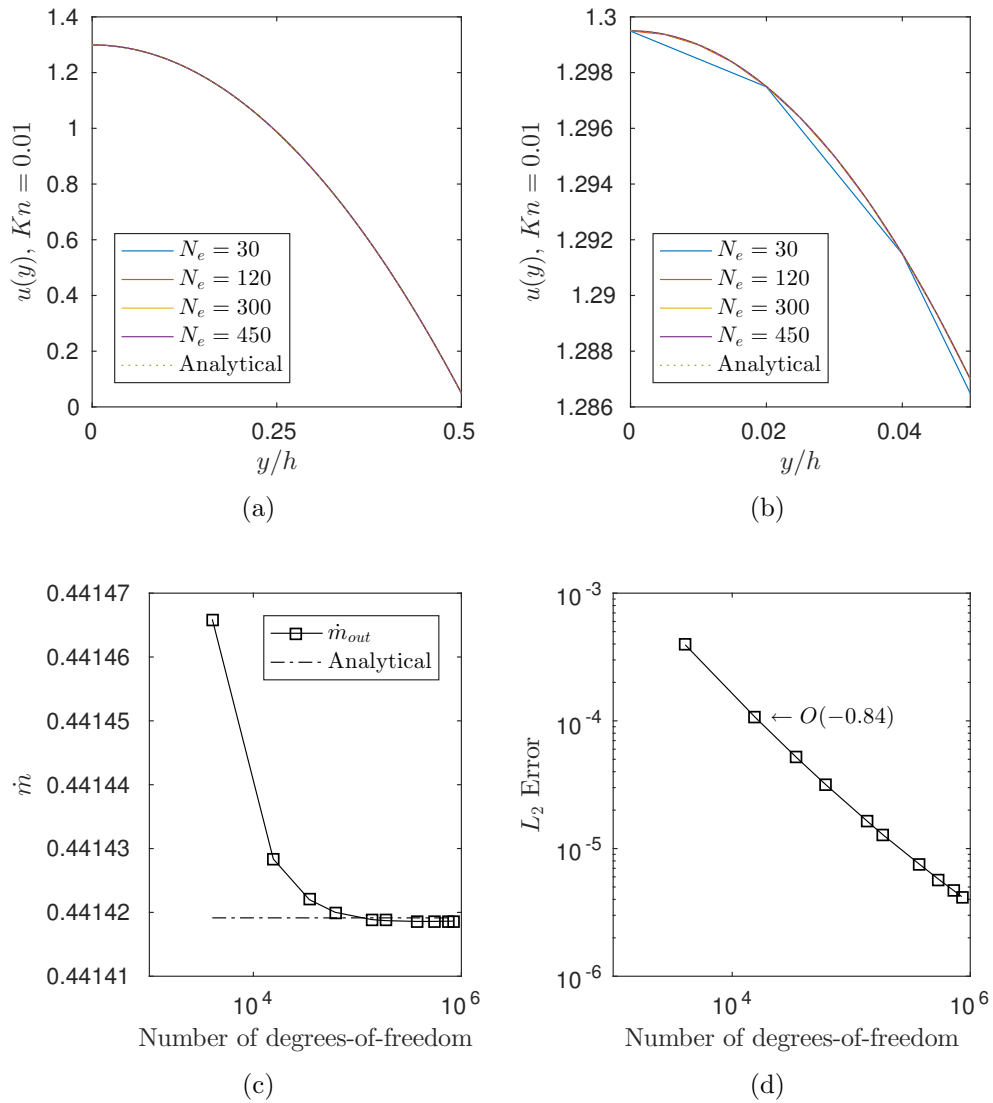 1.4
1.2
1
0.8
0.6
0.4
0.2
0
u(y), Kn = 0.01
N_e = 30
N_e = 120
N_e = 300
N_e = 450
Analytical
0 0.25 0.5
y/h
(a)
1.3
1.298
1.296
1.294
1.292
1.29
1.288
1.286
u(y), Kn = 0.01
N_e = 30
N_e = 120
N_e = 300
N_e = 450
Analytical
0 0.02 0.04
y/h
(b)
0.44147
0.44146
0.44145
0.44144
0.44143
0.44142
0.44141
ṁ
ṁ_out
Analytical
10^4 10^6
Number of degrees-of-freedom
(c)
10^-3
10^-4
10^-5
10^-6
L_2 Error
← O(−0.84)
10^4 10^6
Number of degrees-of-freedom
(d)